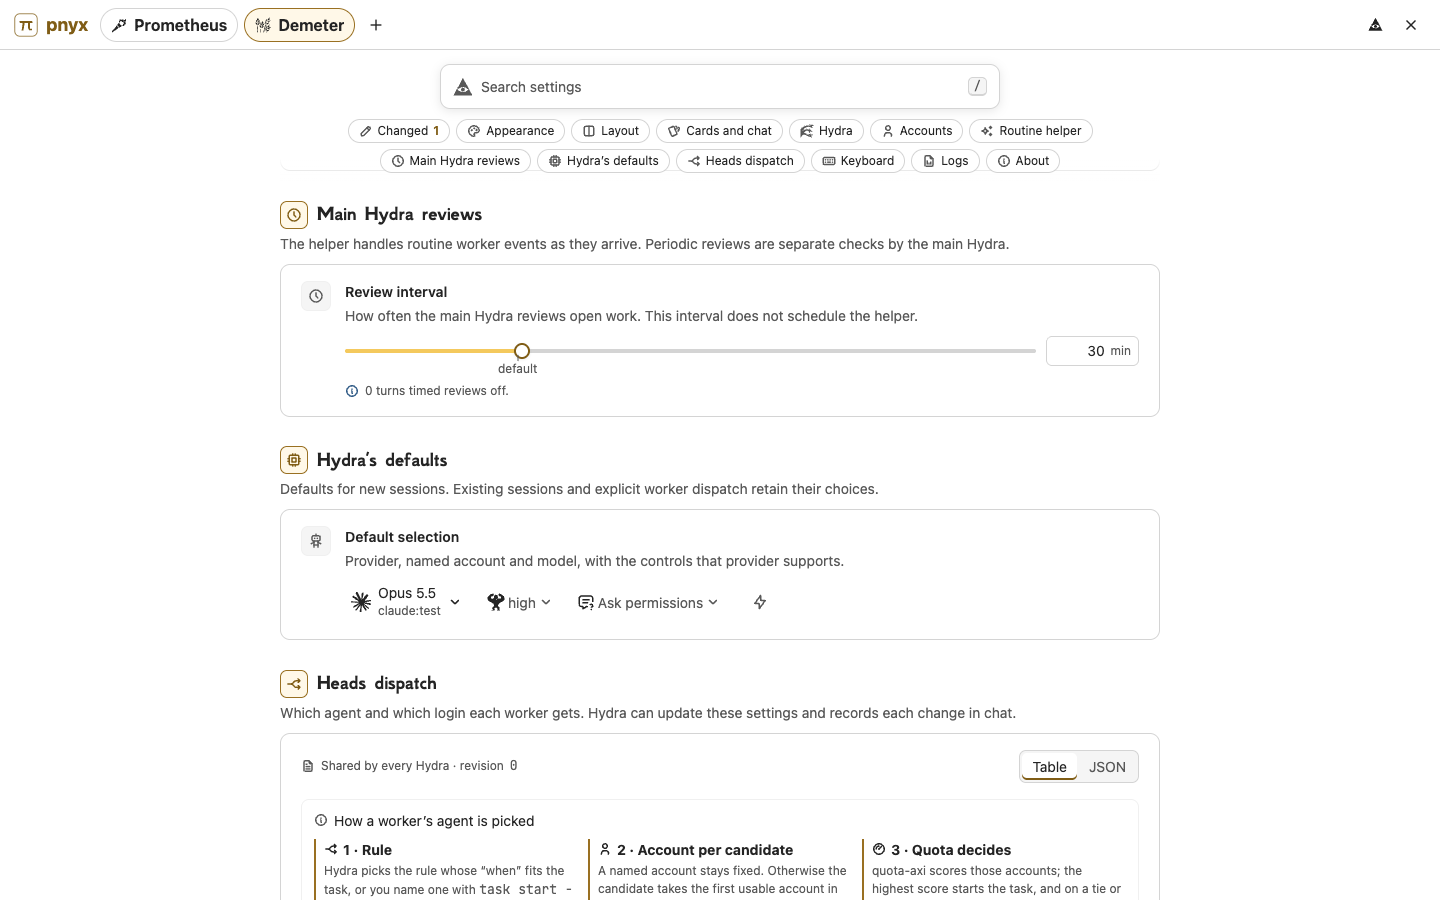 π pnyx Prometheus Demeter +
Search settings /
Changed 1 Appearance Layout Cards and chat Hydra Accounts Routine helper
Main Hydra reviews Hydra's defaults Heads dispatch Keyboard Logs About
Main Hydra reviews
The helper handles routine worker events as they arrive. Periodic reviews are separate checks by the main Hydra.
Review interval
How often the main Hydra reviews open work. This interval does not schedule the helper.
30 min
default
0 turns timed reviews off.
Hydra's defaults
Defaults for new sessions. Existing sessions and explicit worker dispatch retain their choices.
Default selection
Provider, named account and model, with the controls that provider supports.
Opus 5.5
claude:test
high
Ask permissions
Heads dispatch
Which agent and which login each worker gets. Hydra can update these settings and records each change in chat.
Shared by every Hydra · revision 0
Table JSON
How a worker's agent is picked
1 · Rule
Hydra picks the rule whose “when” fits the
task, or you name one with task start -
2 · Account per candidate
A named account stays fixed. Otherwise the
candidate takes the first usable account in
3 · Quota decides
quota-axi scores those accounts; the
highest score starts the task, and on a tie or